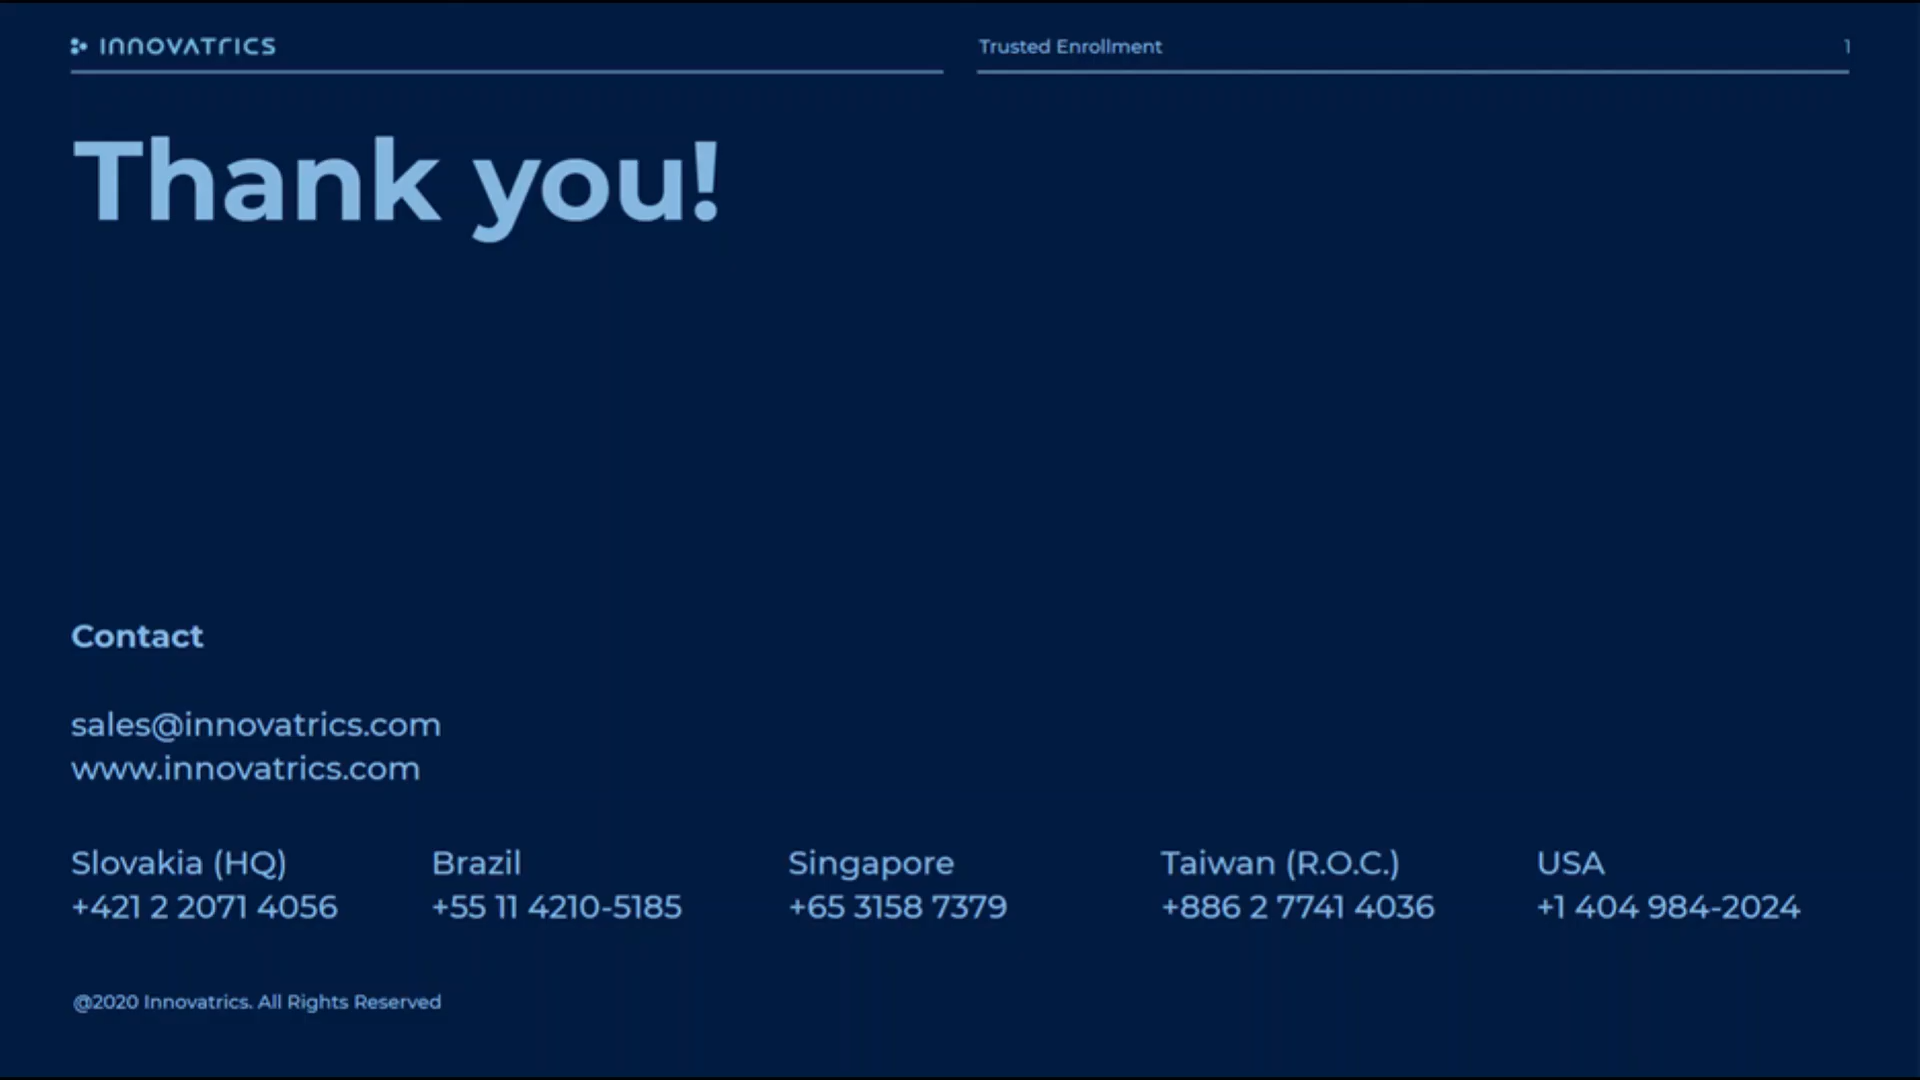 INNOVATRICS
Trusted Enrollment
1
Thank you!
Contact
sales@innovatrics.com
www.innovatrics.com
Slovakia (HQ)
+421 2 2071 4056
Brazil
+55 11 4210-5185
Singapore
+65 3158 7379
Taiwan (R.O.C.)
+886 2 7741 4036
USA
+1 404 984-2024
@2020 Innovatrics. All Rights Reserved